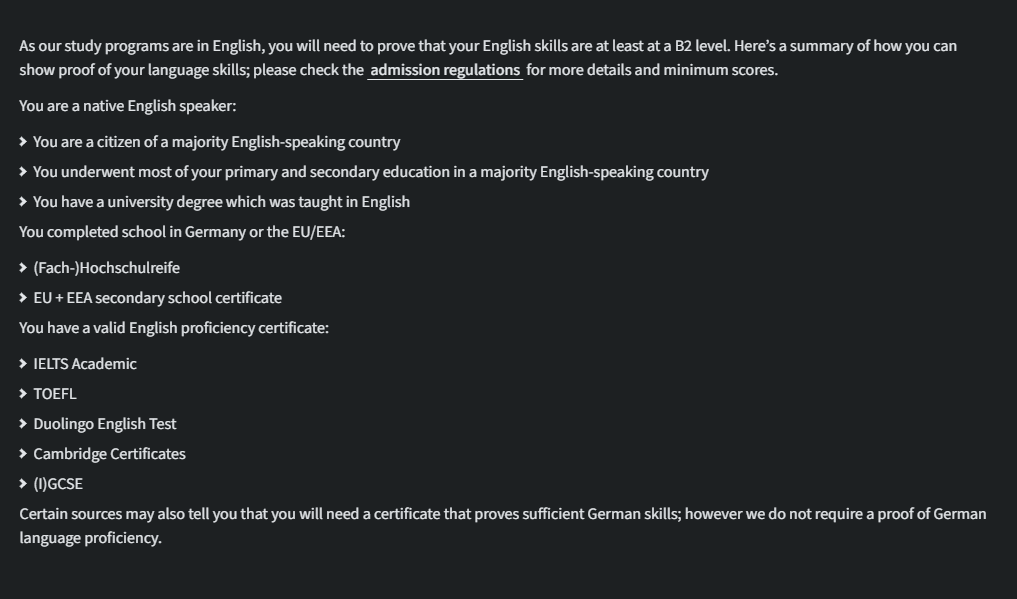 As our study programs are in English, you will need to prove that your English skills are at least at a B2 level. Here's a summary of how you can
show proof of your language skills; please check the admission regulations for more details and minimum scores.
You are a native English speaker:
You are a citizen of a majority English-speaking country
You underwent most of your primary and secondary education in a majority English-speaking country
You have a university degree which was taught in English
You completed school in Germany or the EU/EEA:
(Fach-)Hochschulreife
EU + EEA secondary school certificate
You have a valid English proficiency certificate:
IELTS Academic
TOEFL
Duolingo English Test
Cambridge Certificates
(I)GCSE
Certain sources may also tell you that you will need a certificate that proves sufficient German skills; however we do not require a proof of German
language proficiency.